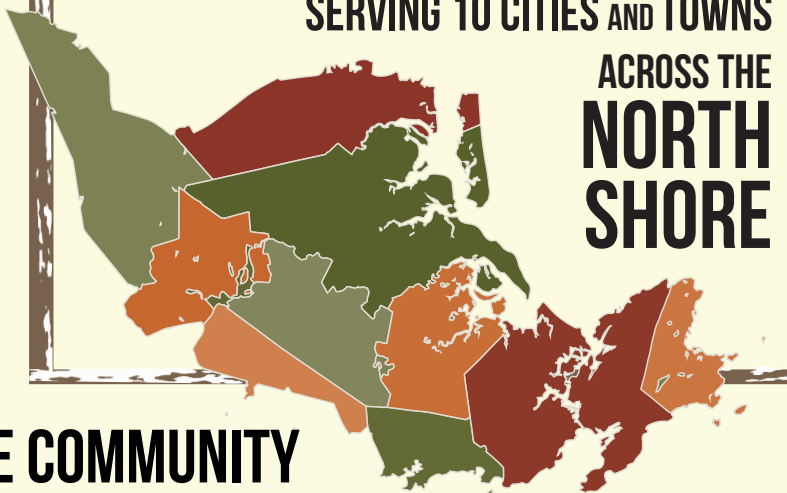 SERVING 10 CITIES AND TOWNS
ACROSS THE
NORTH
SHORE
E COMMUNITY